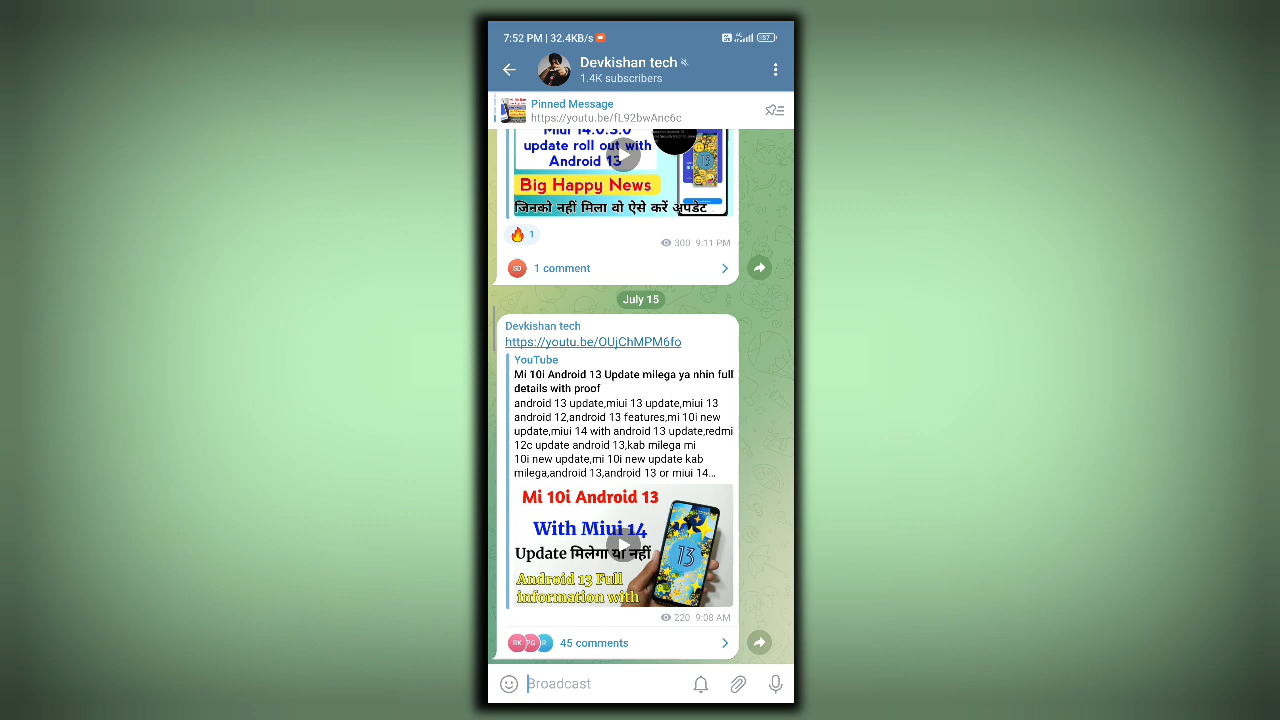 7:52 PM | 32.4KB/s
87
Devkishan tech
1.4K subscribers
Pinned Message
https://youtu.be/fL92bwAnc6c
Miui 14.0.3.0
update roll out with
Android 13
Big Happy News
जिनको नहीं मिला वो ऐसे करें अपडेट
1
300 9:11 PM
SD 1 comment
July 15
Devkishan tech
https://youtu.be/OUjChMPM6fo
YouTube
Mi 10i Android 13 Update milega ya nhin full
details with proof
android 13 update,miui 13 update,miui 13
android 12,android 13 features,mi 10i new
update,miui 14 with android 13 update,redmi
12c update android 13,kab milega mi
10i new update,mi 10i new update kab
milega,android 13,android 13 or miui 14...
Mi 10i Android 13
With Miui 14
Update मिलेगा या नहीं
Android 13 Full
information with
13
220 9:08 AM
RK PG R 45 comments
Broadcast